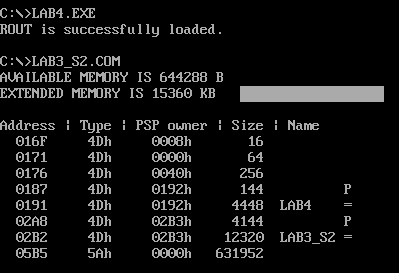 C:\>LAB4.EXE
ROUT is successfully loaded.
C:\>LAB3_S2.COM
AVAILABLE MEMORY IS 644288 B
EXTENDED MEMORY IS 15360 KB
Address | Type | PSP owner | Size | Name
016F 4Dh 0008h 16
0171 4Dh 0000h 64
0176 4Dh 0040h 256
0187 4Dh 0192h 144 P
0191 4Dh 0192h 4448 LAB4 =
02A8 4Dh 02B3h 4144 P
02B2 4Dh 02B3h 12320 LAB3_S2 =
05B5 5Ah 0000h 631952